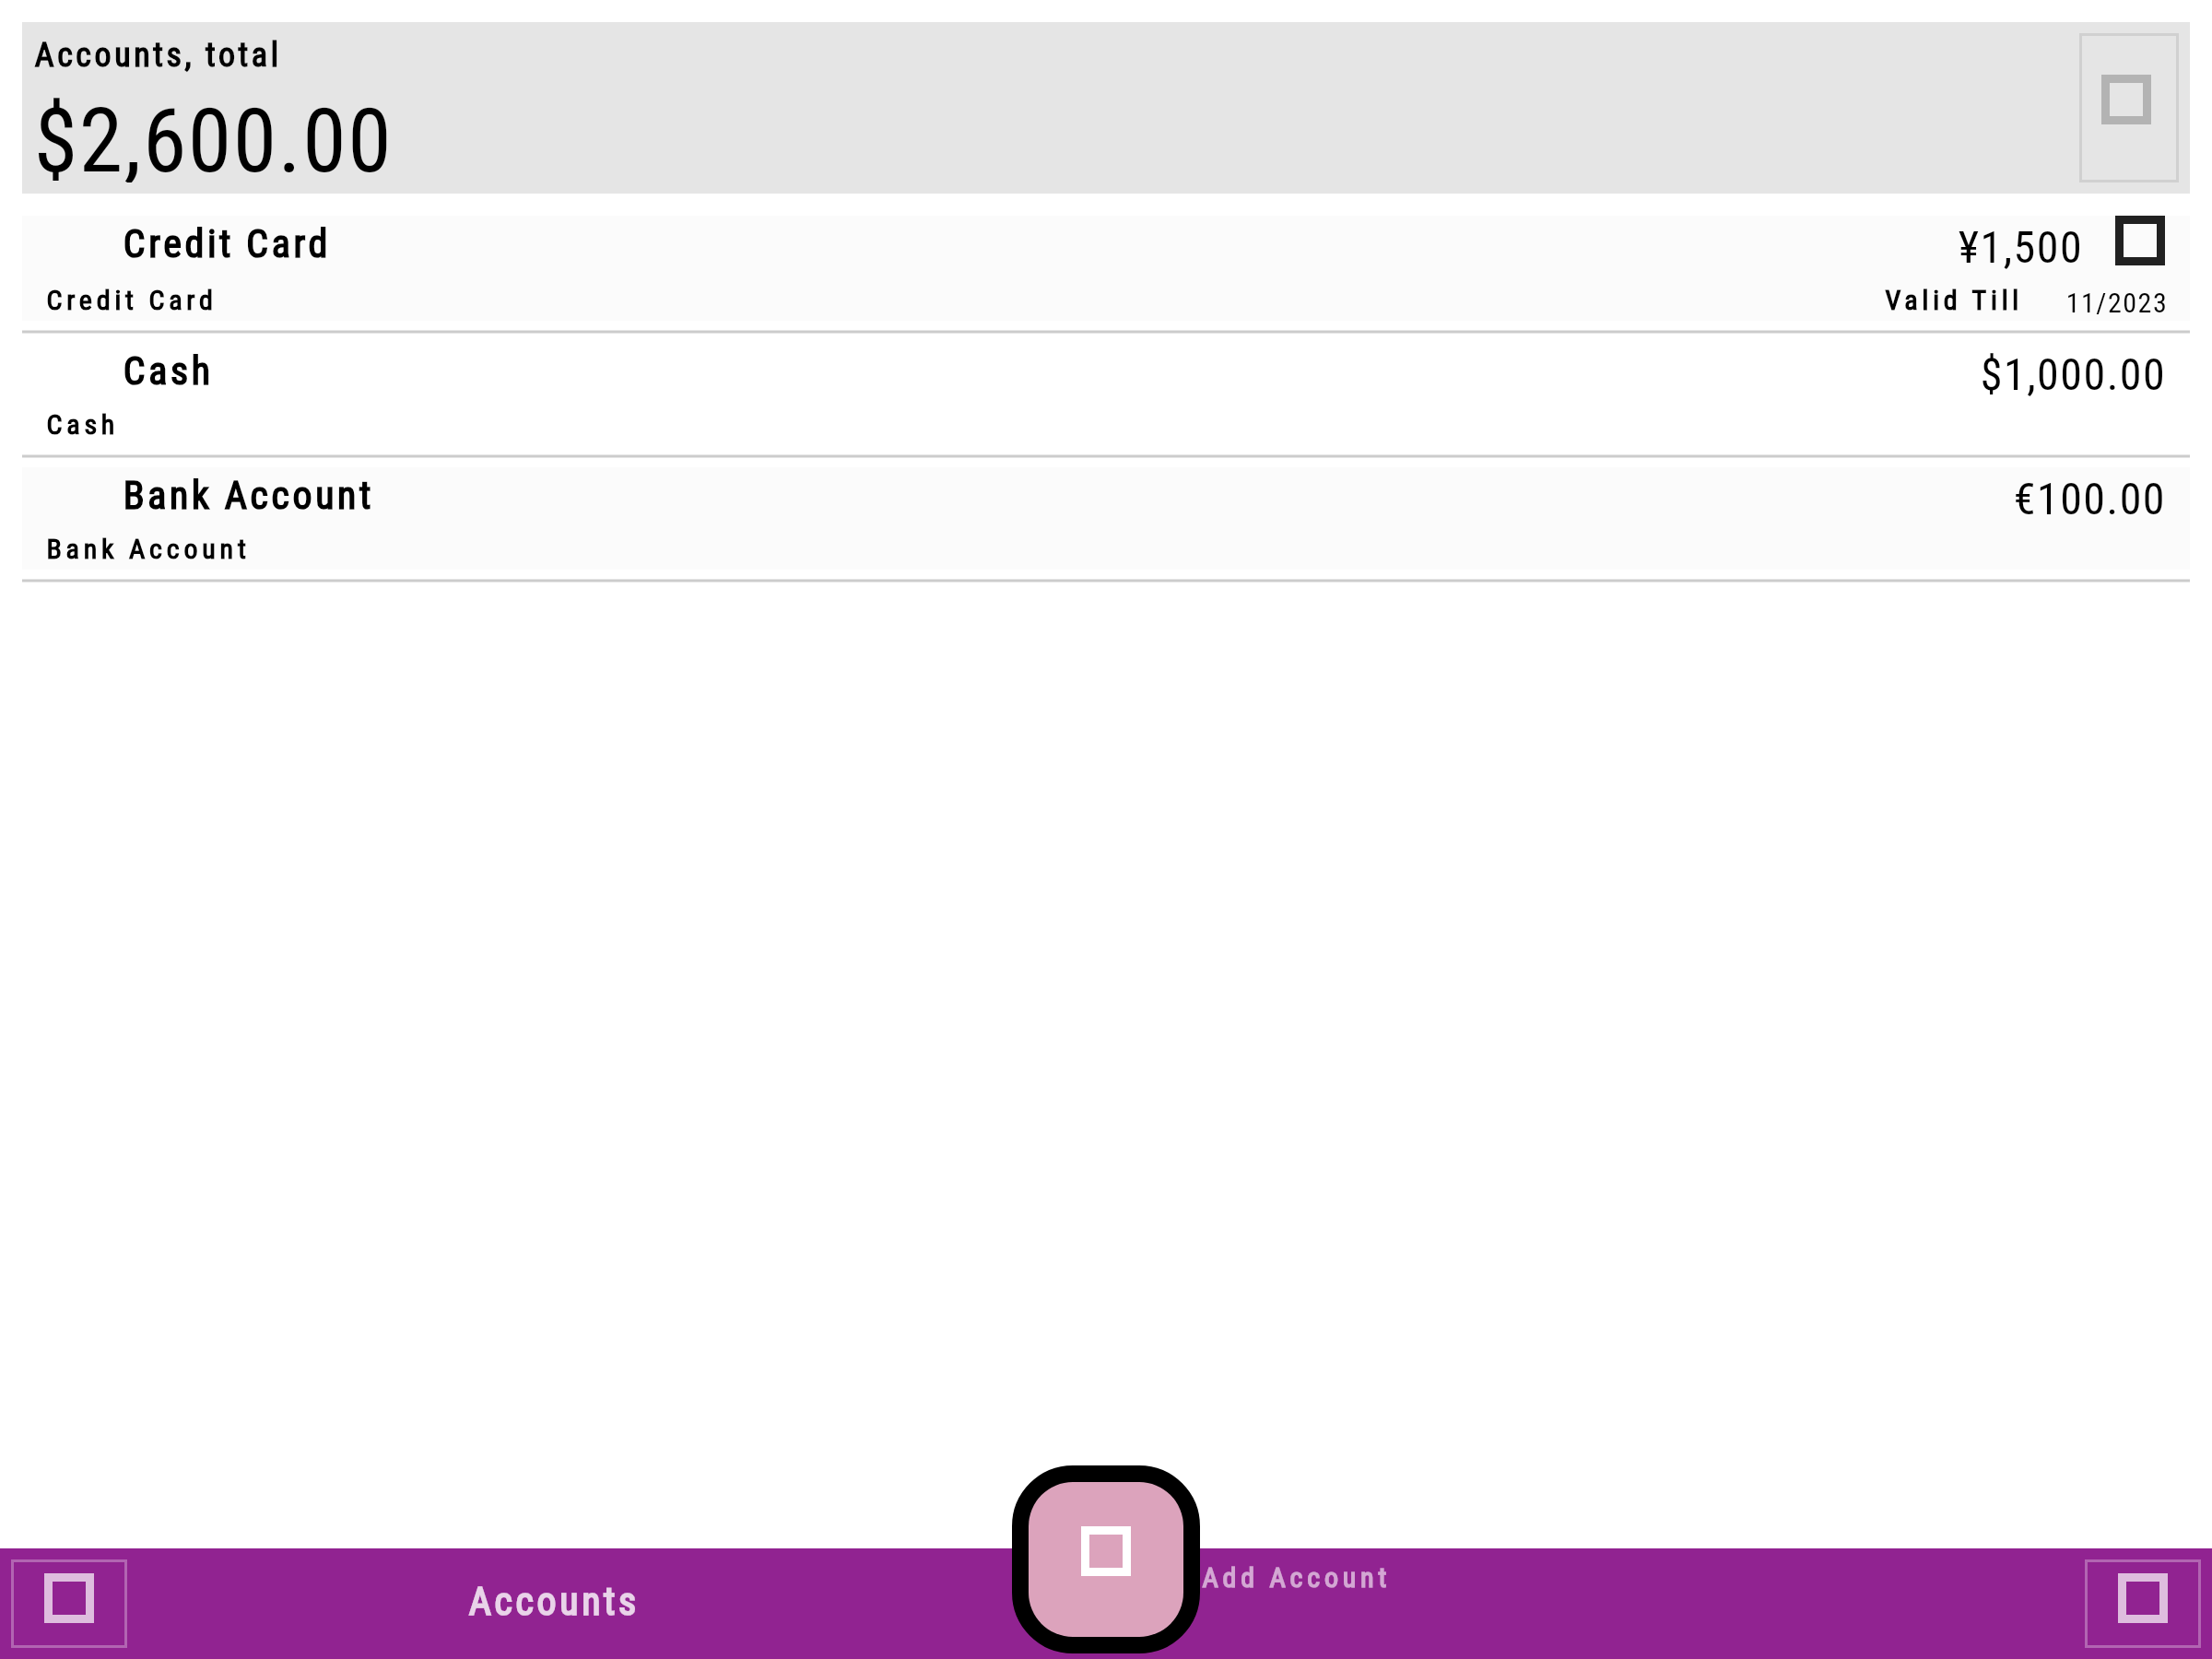 Accounts, total
$2,600.00
Credit Card ¥1,500
Credit Card Valid Till 11/2023
Cash $1,000.00
Cash
Bank Account €100.00
Bank Account
Accounts
Add Account